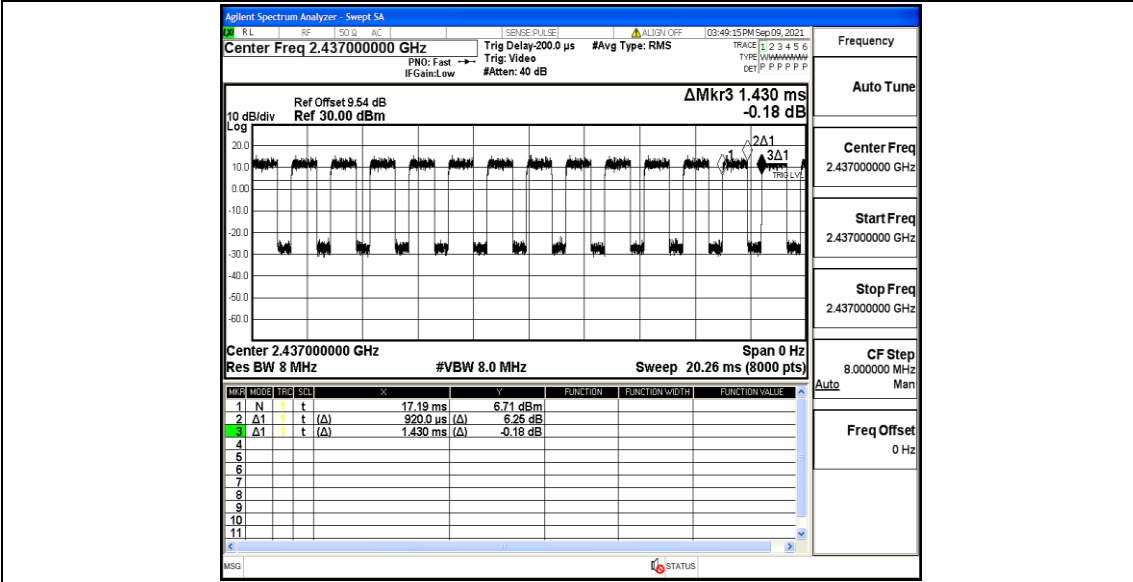 Agilent Spectrum Analyzer - Swept SA
RL RF 50 Ω AC SENSE:PULSE ALIGN OFF 03:49:15 PM Sep 09, 2021
Center Freq 2.437000000 GHz
PNO: Fast
IFGain:Low
Trig Delay-200.0 µs
Trig: Video
#Atten: 40 dB
#Avg Type: RMS
TRACE 1 2 3 4 5 6
TYPE WWWWWW
DET P P P P P P
ΔMkr3 1.430 ms
-0.18 dB
Ref Offset 9.54 dB
10 dB/div Ref 30.00 dBm
Log
20.0
10.0
0.00
-10.0
-20.0
-30.0
-40.0
-50.0
-60.0
1
2Δ1
3Δ1
TRIG LVL
Center 2.437000000 GHz Span 0 Hz
Res BW 8 MHz #VBW 8.0 MHz Sweep 20.26 ms (8000 pts)
MKR MODE TRC SCL X Y FUNCTION FUNCTION WIDTH FUNCTION VALUE
1 N t 17.19 ms 6.71 dBm
2 Δ1 t (Δ) 920.0 µs (Δ) 6.25 dB
3 Δ1 t (Δ) 1.430 ms (Δ) -0.18 dB
4
5
6
7
8
9
10
11
MSG STATUS
Frequency
Auto Tune
Center Freq
2.437000000 GHz
Start Freq
2.437000000 GHz
Stop Freq
2.437000000 GHz
CF Step
8.000000 MHz
Auto Man
Freq Offset
0 Hz